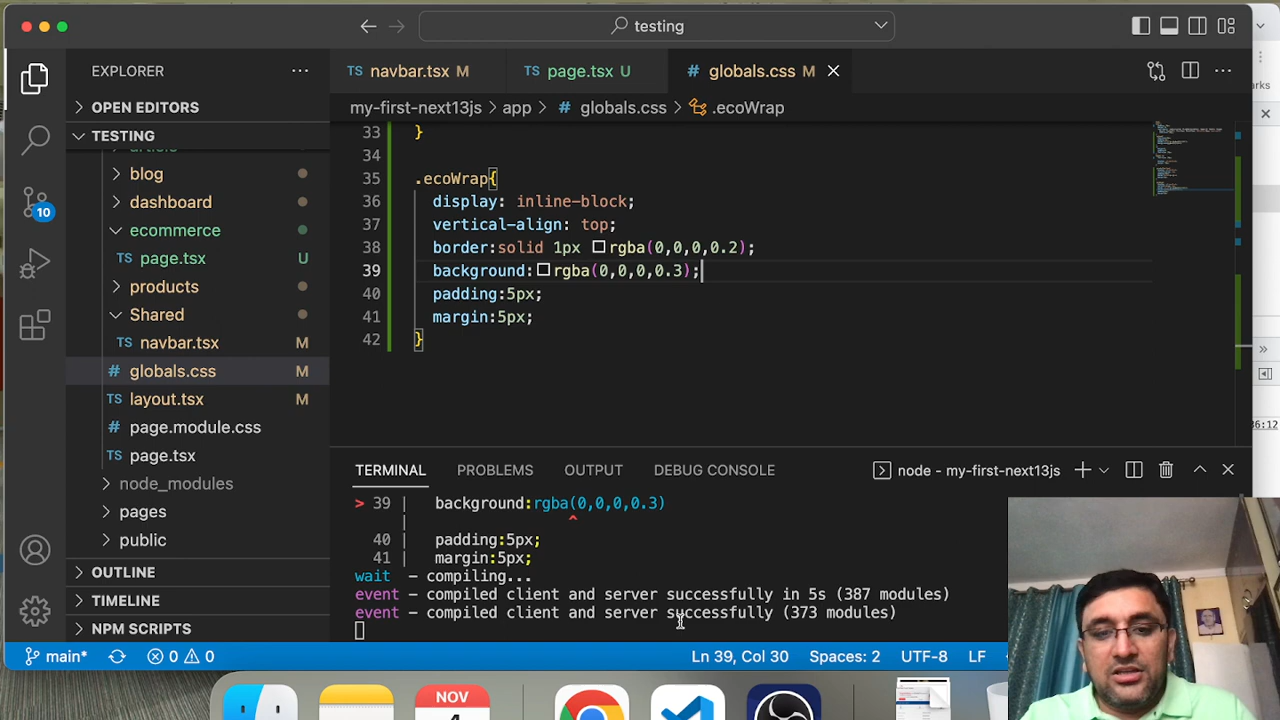 testing
EXPLORER
OPEN EDITORS
TESTING
blog
dashboard
ecommerce
page.tsx U
products
Shared
navbar.tsx M
globals.css M
layout.tsx M
page.module.css
page.tsx
node_modules
pages
public
OUTLINE
TIMELINE
NPM SCRIPTS
10
navbar.tsx M
page.tsx U
globals.css M
my-first-next13js > app > # globals.css > .ecoWrap
33 }
34
35 .ecoWrap{
36 display: inline-block;
37 vertical-align: top;
38 border:solid 1px rgba(0,0,0,0.2);
39 background:rgba(0,0,0,0.3);
40 padding:5px;
41 margin:5px;
42 }
TERMINAL PROBLEMS OUTPUT DEBUG CONSOLE
node - my-first-next13js
> 39 | background:rgba(0,0,0,0.3)
| ^
40 | padding:5px;
41 | margin:5px;
wait - compiling...
event - compiled client and server successfully in 5s (387 modules)
event - compiled client and server successfully (373 modules)
main* 0 0 Ln 39, Col 30 Spaces: 2 UTF-8 LF
NOV
arks
36:12